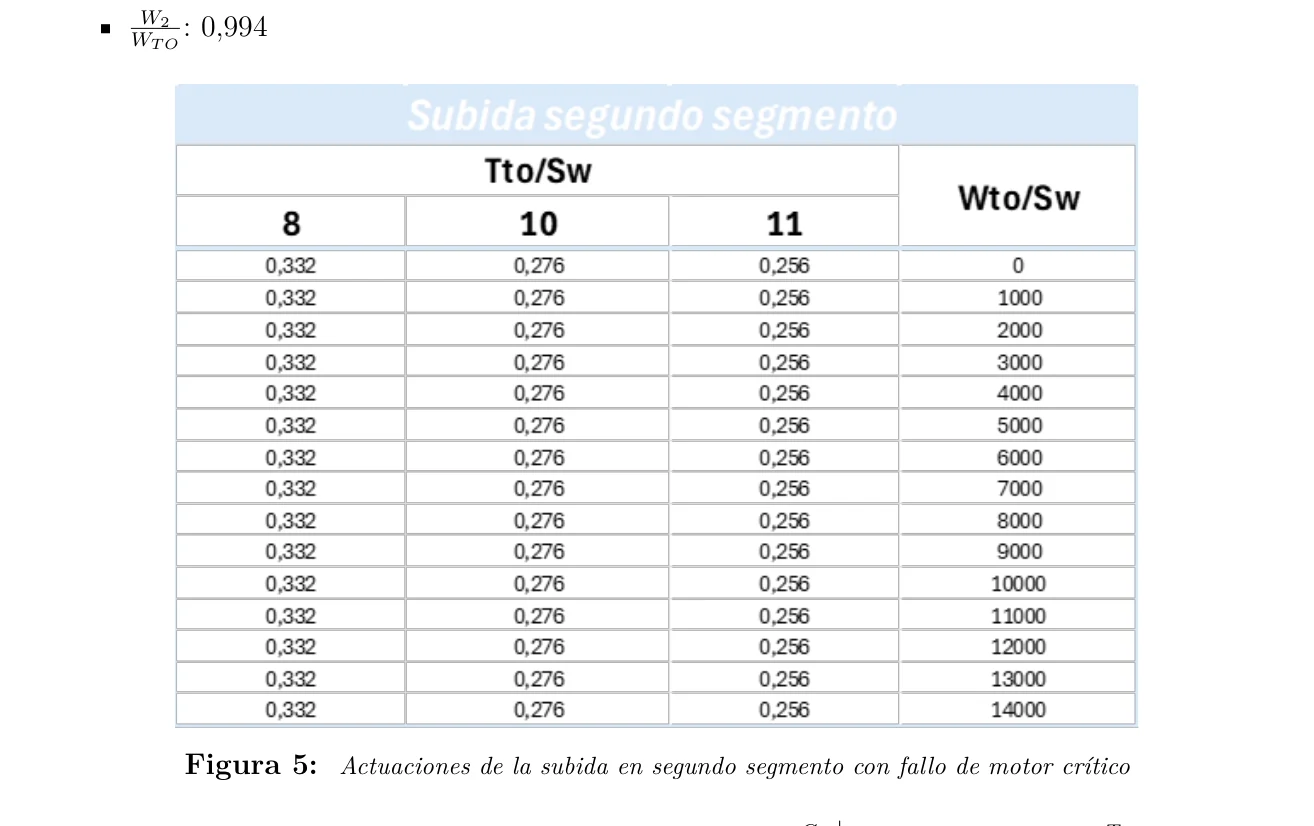 ▪ W2/WTO: 0,994
Subida segundo segmento
Tto/Sw Wto/Sw
8 10 11
0,332 0,276 0,256 0
0,332 0,276 0,256 1000
0,332 0,276 0,256 2000
0,332 0,276 0,256 3000
0,332 0,276 0,256 4000
0,332 0,276 0,256 5000
0,332 0,276 0,256 6000
0,332 0,276 0,256 7000
0,332 0,276 0,256 8000
0,332 0,276 0,256 9000
0,332 0,276 0,256 10000
0,332 0,276 0,256 11000
0,332 0,276 0,256 12000
0,332 0,276 0,256 13000
0,332 0,276 0,256 14000
Figura 5: Actuaciones de la subida en segundo segmento con fallo de motor crítico